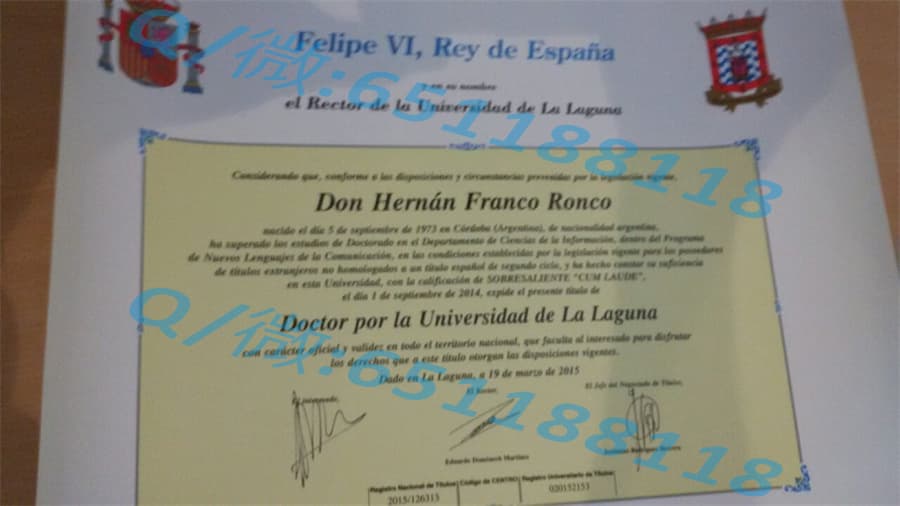 Felipe VI, Rey de España
y en su nombre
el Rector de la Universidad de La Laguna
Considerando que, conforme a las disposiciones y circunstancias prevenidas por la legislación vigente,
Don Hernán Franco Ronco
nacido el día 5 de septiembre de 1973 en Córdoba (Argentina), de nacionalidad argentina,
ha superado los estudios de Doctorado en el Departamento de Ciencias de la Información, dentro del Programa
de Nuevos Lenguajes de la Comunicación, en las condiciones establecidas por la legislación vigente para los poseedores
de títulos extranjeros no homologados a un título español de segundo ciclo, y ha hecho constar su suficiencia
en esta Universidad, con la calificación de SOBRESALIENTE "CUM LAUDE",
el día 1 de septiembre de 2014, expide el presente título de
Doctor por la Universidad de La Laguna
con carácter oficial y validez en todo el territorio nacional, que faculta al interesado para disfrutar
los derechos que a este título otorgan las disposiciones vigentes.
Dado en La Laguna, a 19 de marzo de 2015
El interesado,
El Rector,
El Jefe del Negociado de Títulos,
Eduardo Doménech Martínez
Registro Nacional de Títulos
Código de CENTRO
Registro Universitario de Títulos
2015/126313
020152153
Q/微:651188118
Q/微:651188118